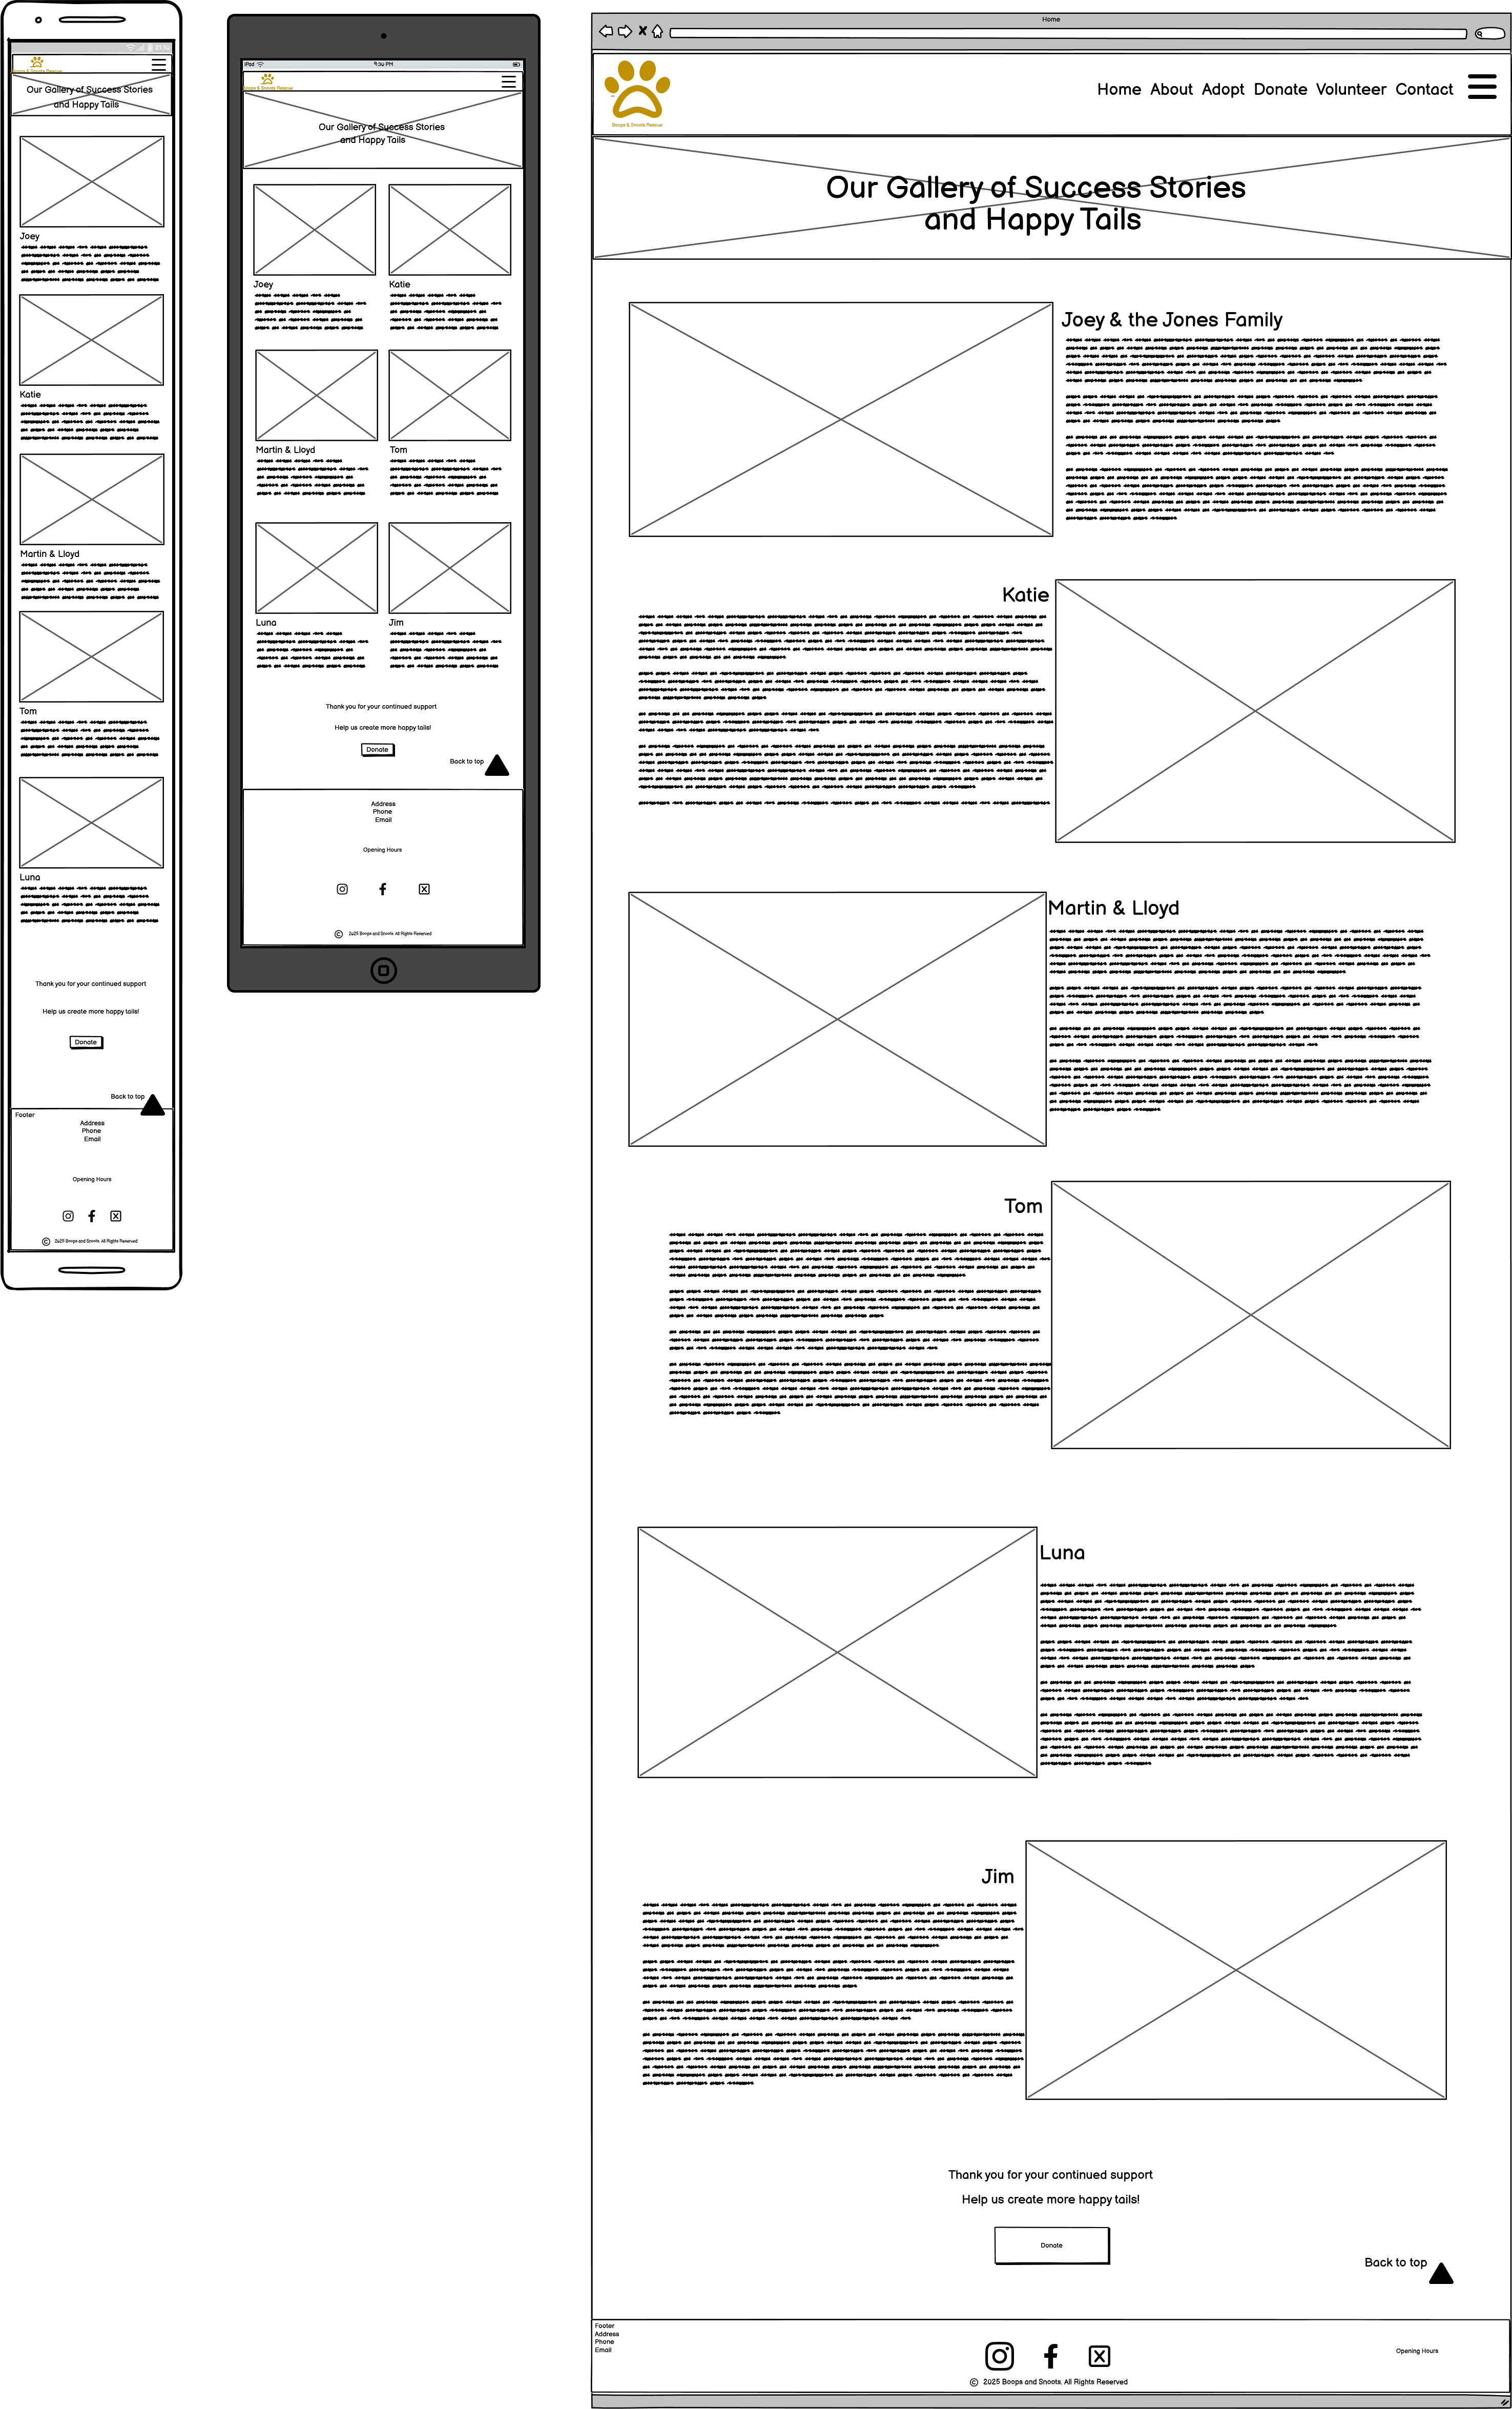 21:30
Boops & Snoots Rescue
Our Gallery of Success Stories
and Happy Tails
Joey
Katie
Martin & Lloyd
Tom
Luna
Thank you for your continued support
Help us create more happy tails!
Donate
Back to top
Footer
Address
Phone
Email
Opening Hours
© 2025 Boops and Snoots. All Rights Reserved
iPad
9:30 PM
Boops & Snoots Rescue
Our Gallery of Success Stories
and Happy Tails
Joey
Katie
Martin & Lloyd
Tom
Luna
Jim
Thank you for your continued support
Help us create more happy tails!
Donate
Back to top
Address
Phone
Email
Opening Hours
© 2025 Boops and Snoots. All Rights Reserved
Home
Boops & Snoots Rescue
Home About Adopt Donate Volunteer Contact
Our Gallery of Success Stories
and Happy Tails
Joey & the Jones Family
Katie
Martin & Lloyd
Tom
Luna
Jim
Thank you for your continued support
Help us create more happy tails!
Donate
Back to top
Footer
Address
Phone
Email
Opening Hours
© 2025 Boops and Snoots. All Rights Reserved